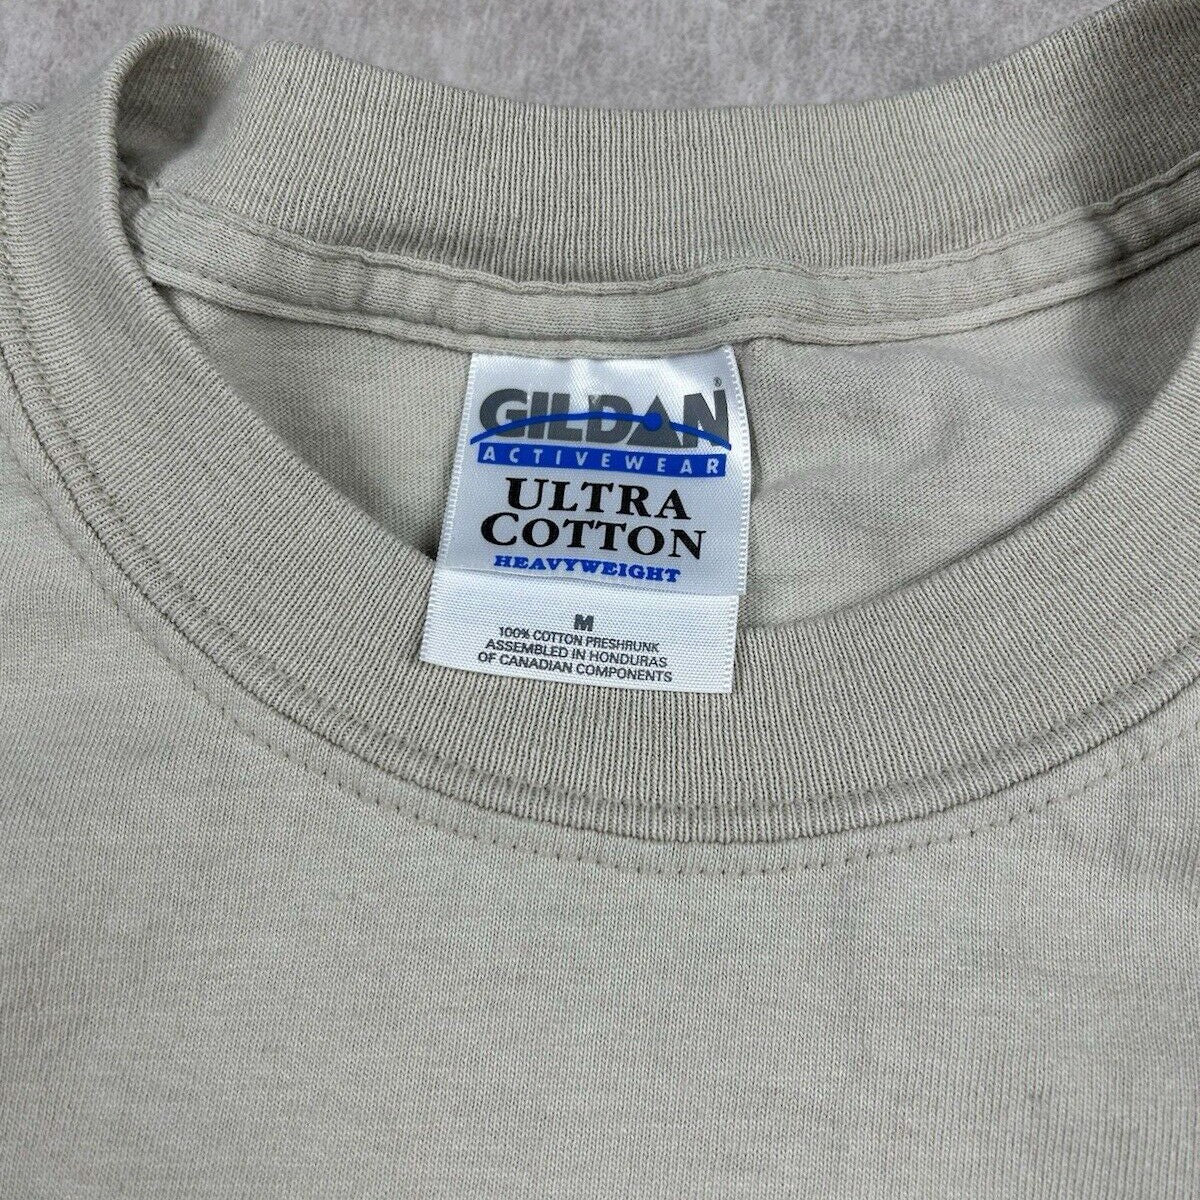 GILDAN®
ACTIVEWEAR
ULTRA
COTTON
HEAVYWEIGHT
M
100% COTTON PRESHRUNK
ASSEMBLED IN HONDURAS
OF CANADIAN COMPONENTS